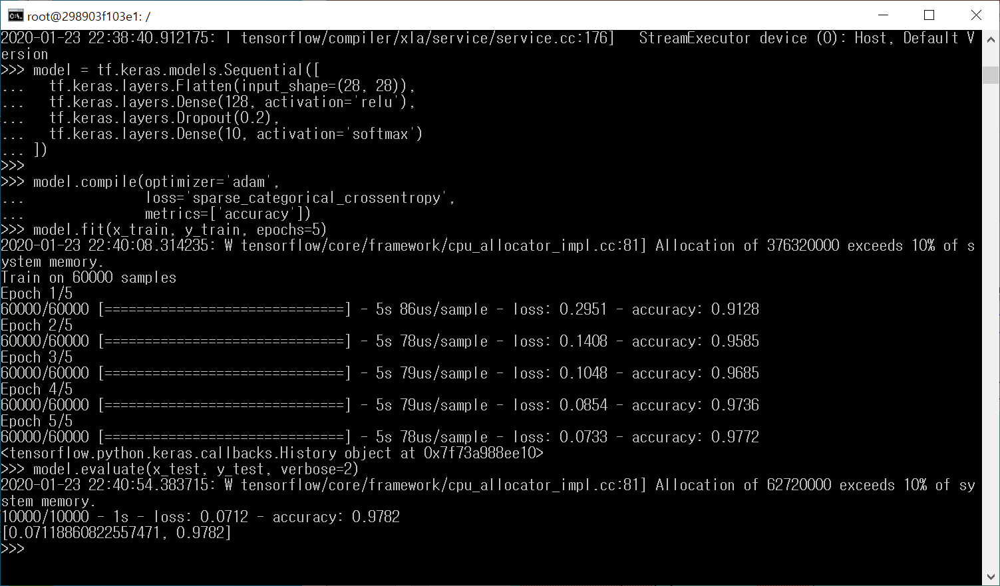 root@298903f103e1: /
2020-01-23 22:38:40.912175: I tensorflow/compiler/xla/service/service.cc:176]   StreamExecutor device (0): Host, Default V
ersion
>>> model = tf.keras.models.Sequential([
...   tf.keras.layers.Flatten(input_shape=(28, 28)),
...   tf.keras.layers.Dense(128, activation='relu'),
...   tf.keras.layers.Dropout(0.2),
...   tf.keras.layers.Dense(10, activation='softmax')
... ])
>>>
>>> model.compile(optimizer='adam',
...               loss='sparse_categorical_crossentropy',
...               metrics=['accuracy'])
>>> model.fit(x_train, y_train, epochs=5)
2020-01-23 22:40:08.314235: W tensorflow/core/framework/cpu_allocator_impl.cc:81] Allocation of 376320000 exceeds 10% of s
ystem memory.
Train on 60000 samples
Epoch 1/5
60000/60000 [==============================] - 5s 86us/sample - loss: 0.2951 - accuracy: 0.9128
Epoch 2/5
60000/60000 [==============================] - 5s 78us/sample - loss: 0.1408 - accuracy: 0.9585
Epoch 3/5
60000/60000 [==============================] - 5s 79us/sample - loss: 0.1048 - accuracy: 0.9685
Epoch 4/5
60000/60000 [==============================] - 5s 79us/sample - loss: 0.0854 - accuracy: 0.9736
Epoch 5/5
60000/60000 [==============================] - 5s 78us/sample - loss: 0.0733 - accuracy: 0.9772
<tensorflow.python.keras.callbacks.History object at 0x7f73a988ee10>
>>> model.evaluate(x_test, y_test, verbose=2)
2020-01-23 22:40:54.383715: W tensorflow/core/framework/cpu_allocator_impl.cc:81] Allocation of 62720000 exceeds 10% of sy
stem memory.
10000/10000 - 1s - loss: 0.0712 - accuracy: 0.9782
[0.07118860822557471, 0.9782]
>>>